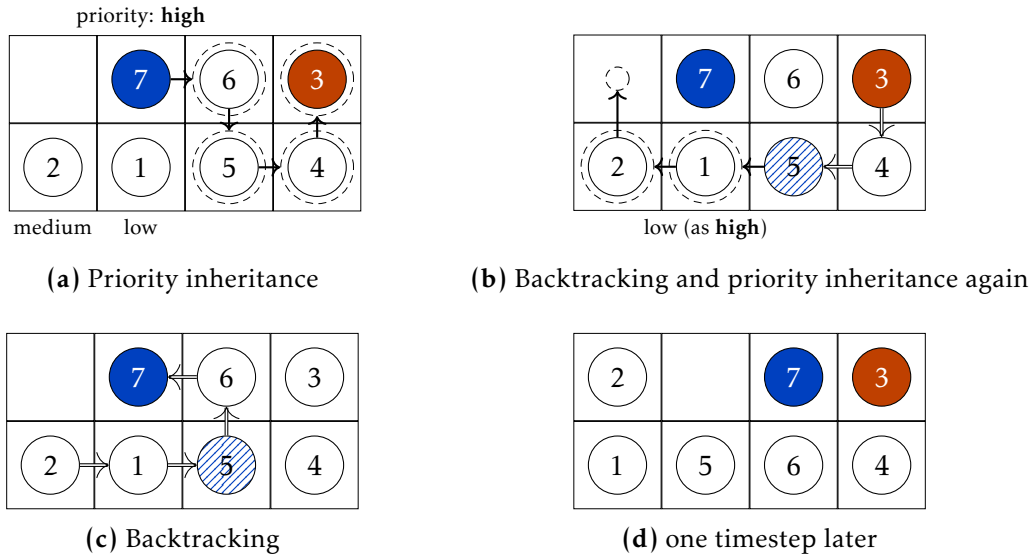 priority: high
7 6 3
2 1 5 4
medium low
(a) Priority inheritance
7 6 3
2 1 5 4
low (as high)
(b) Backtracking and priority inheritance again
7 6 3
2 1 5 4
(c) Backtracking
2 7 3
1 5 6 4
(d) one timestep later